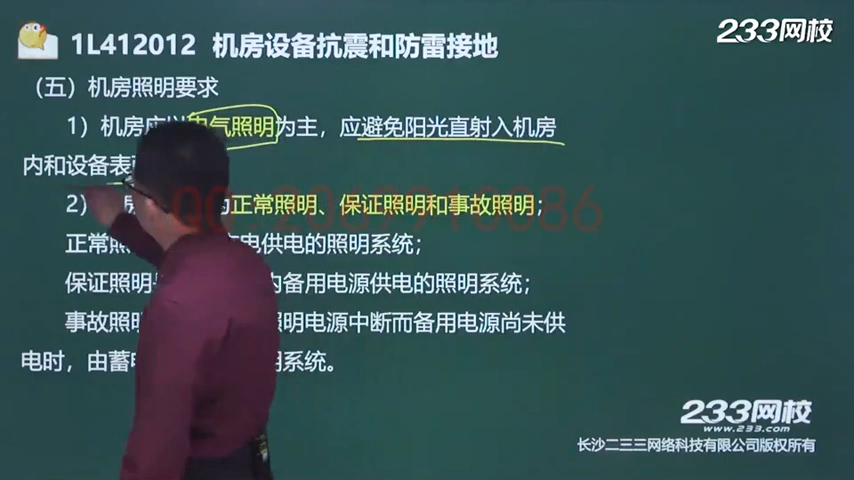 233网校
1L412012 机房设备抗震和防雷接地
（五）机房照明要求
1）机房应以电气照明为主，应避免阳光直射入机房
内和设备表
2） 房 为正常照明、保证照明和事故照明；
正常照 电供电的照明系统；
保证照明 内备用电源供电的照明系统；
事故照 照明电源中断而备用电源尚未供
电时，由蓄 明系统。
QQ:2069910086
233网校
www.233.com
长沙二三三网络科技有限公司版权所有